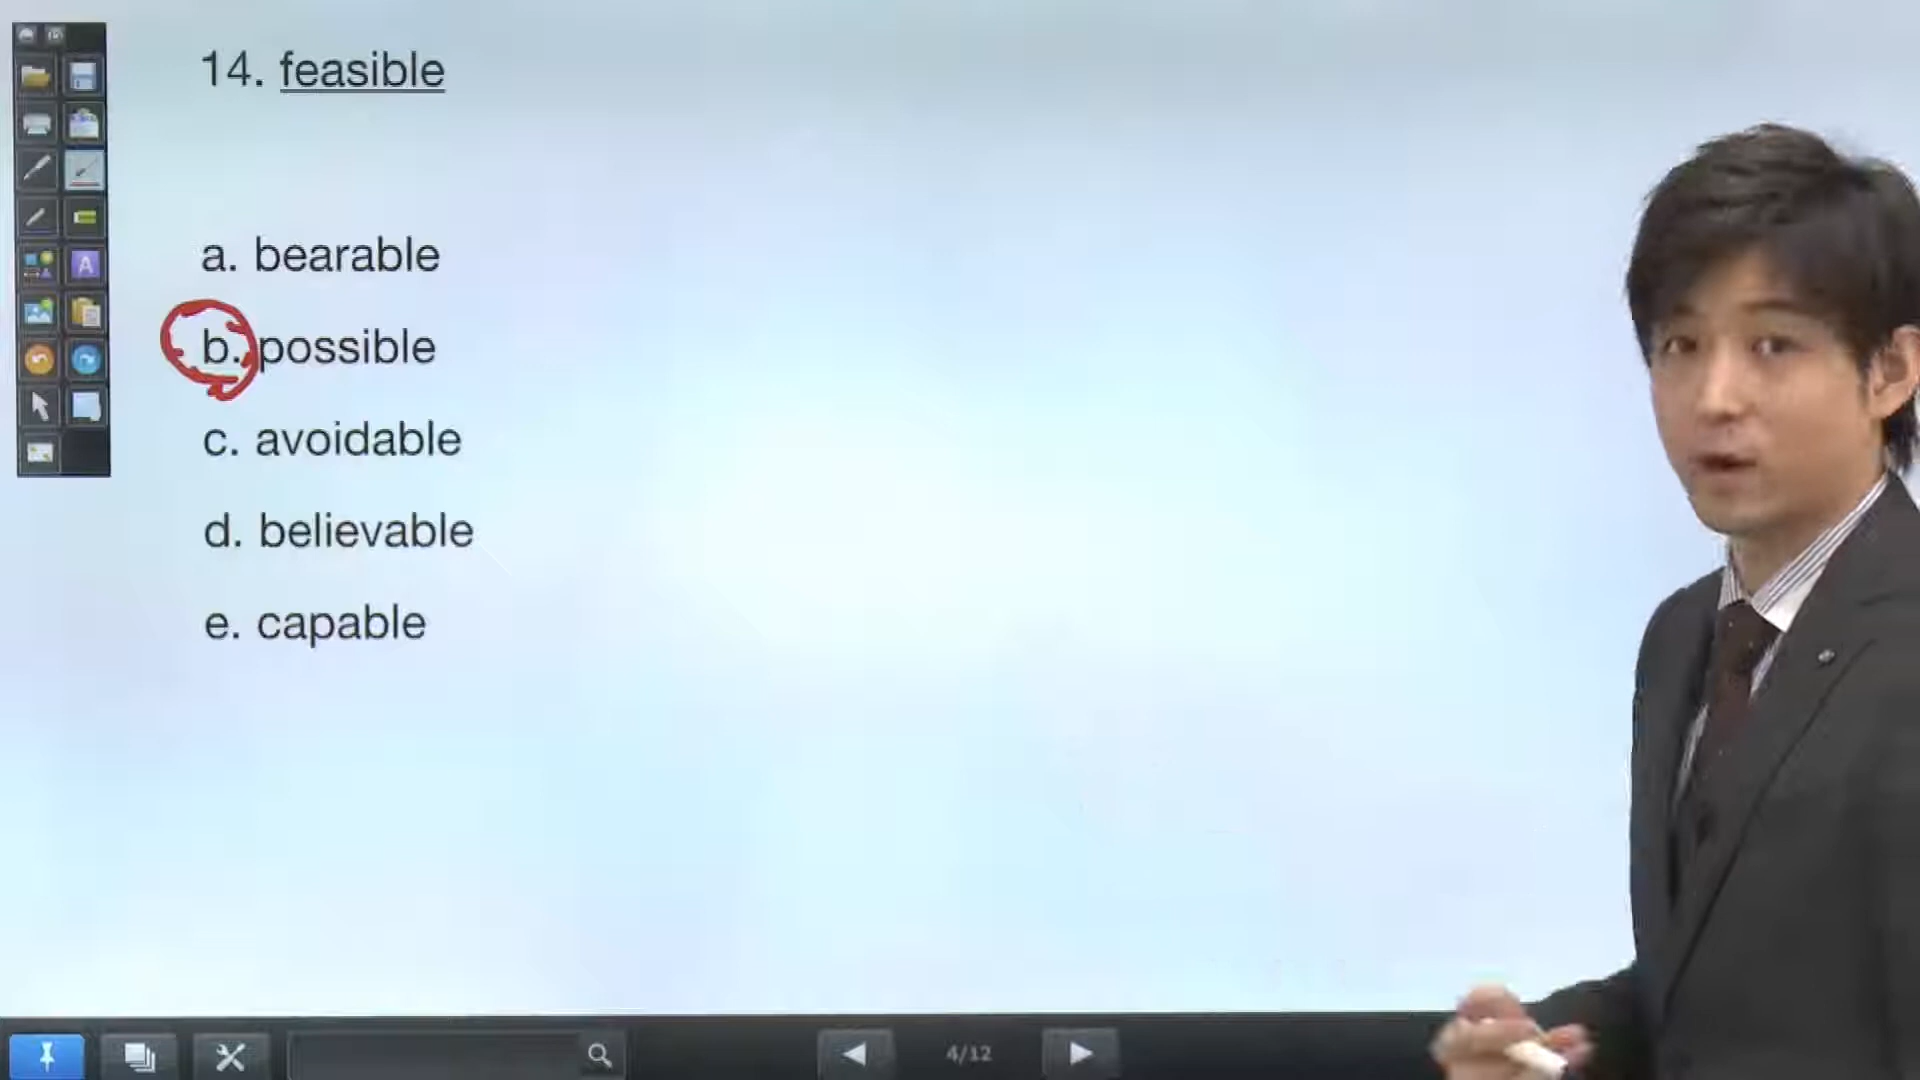 14. feasible
a. bearable
b. possible
c. avoidable
d. believable
e. capable
4/12